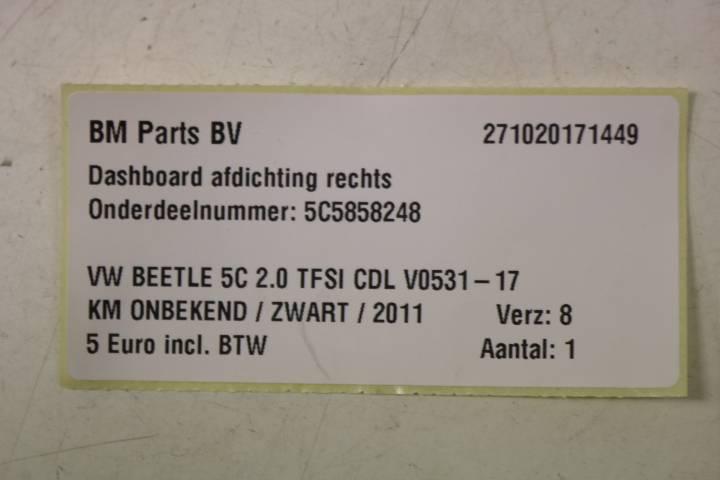 BM Parts BV 271020171449
Dashboard afdichting rechts
Onderdeelnummer: 5C5858248
VW BEETLE 5C 2.0 TFSI CDL V0531-17
KM ONBEKEND / ZWART / 2011 Verz: 8
5 Euro incl. BTW Aantal: 1